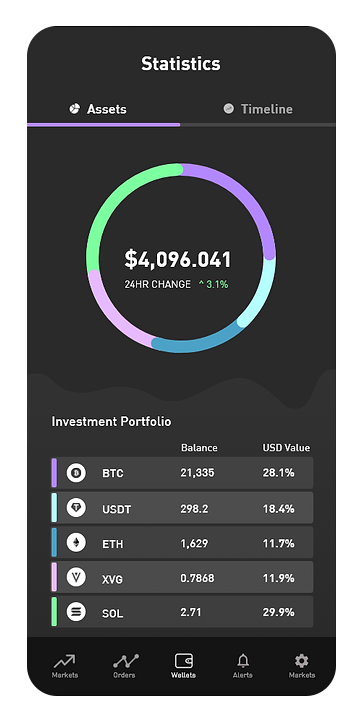 Statistics
Assets Timeline
$4,096.041
24HR CHANGE ^ 3.1%
Investment Portfolio
Balance USD Value
BTC 21,335 28.1%
USDT 298.2 18.4%
ETH 1,629 11.7%
XVG 0.7868 11.9%
SOL 2.71 29.9%
Markets Orders Wallets Alerts Markets